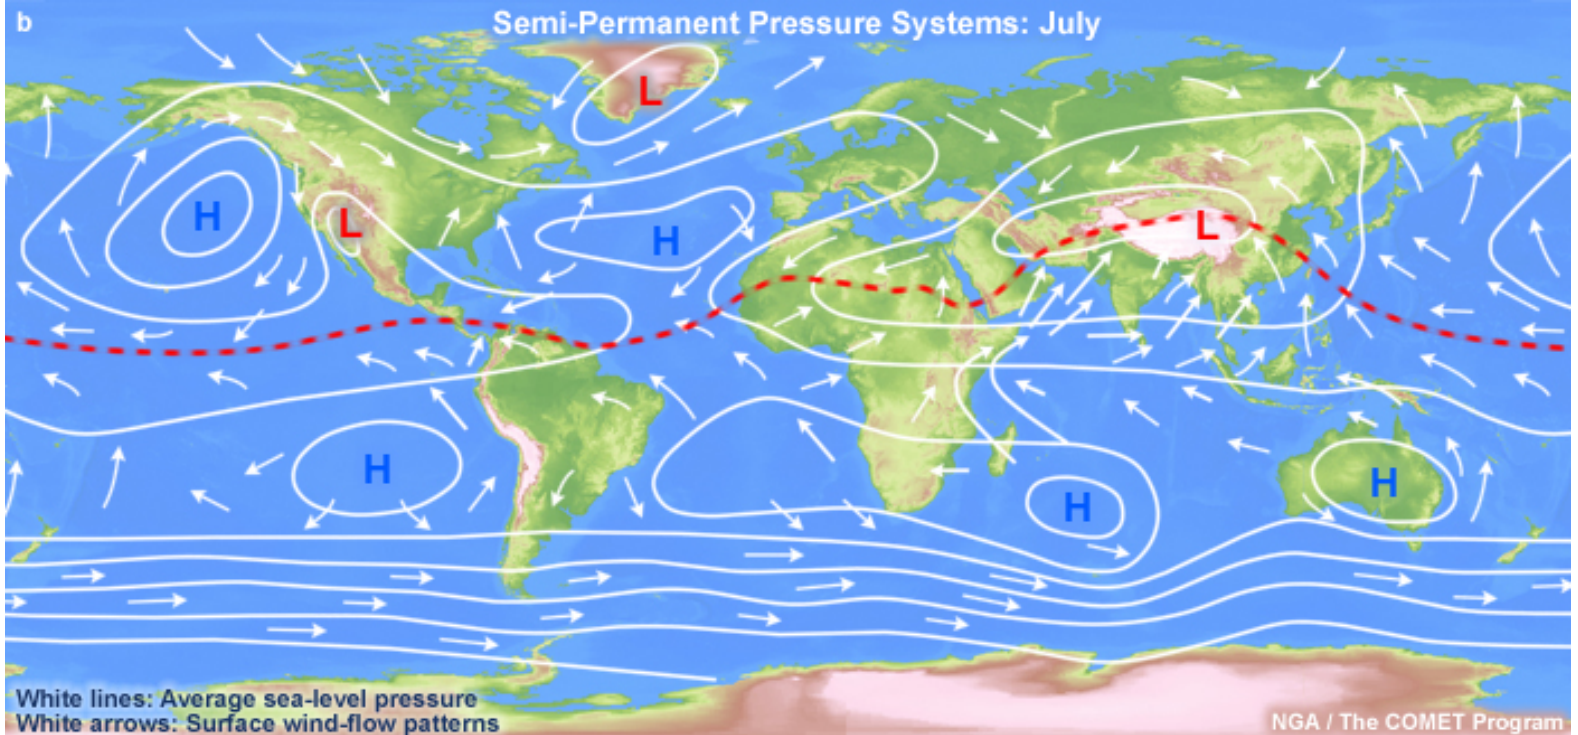 b
Semi-Permanent Pressure Systems: July
L
H
L
H
L
H
H
H
White lines: Average sea-level pressure
White arrows: Surface wind-flow patterns
NGA / The COMET Program